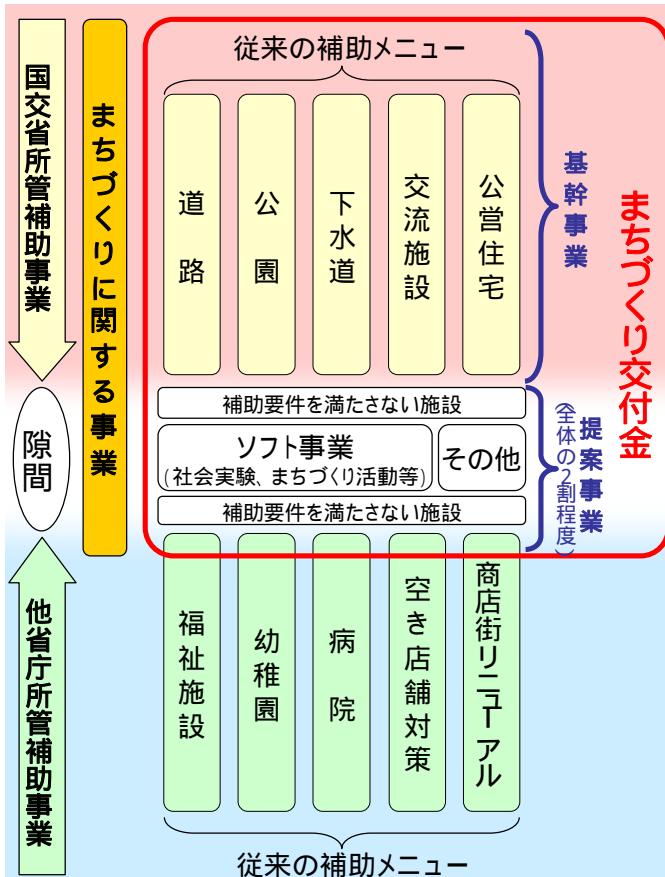 国交省所管補助事業
隙間
他省庁所管補助事業
まちづくりに関する事業
従来の補助メニュー
道路
公園
下水道
交流施設
公営住宅
基幹事業
まちづくり交付金
補助要件を満たさない施設
ソフト事業
(社会実験、まちづくり活動等)
その他
補助要件を満たさない施設
提案事業
(全体の2割程度)
福祉施設
幼稚園
病院
空き店舗対策
商店街リニューアル
従来の補助メニュー